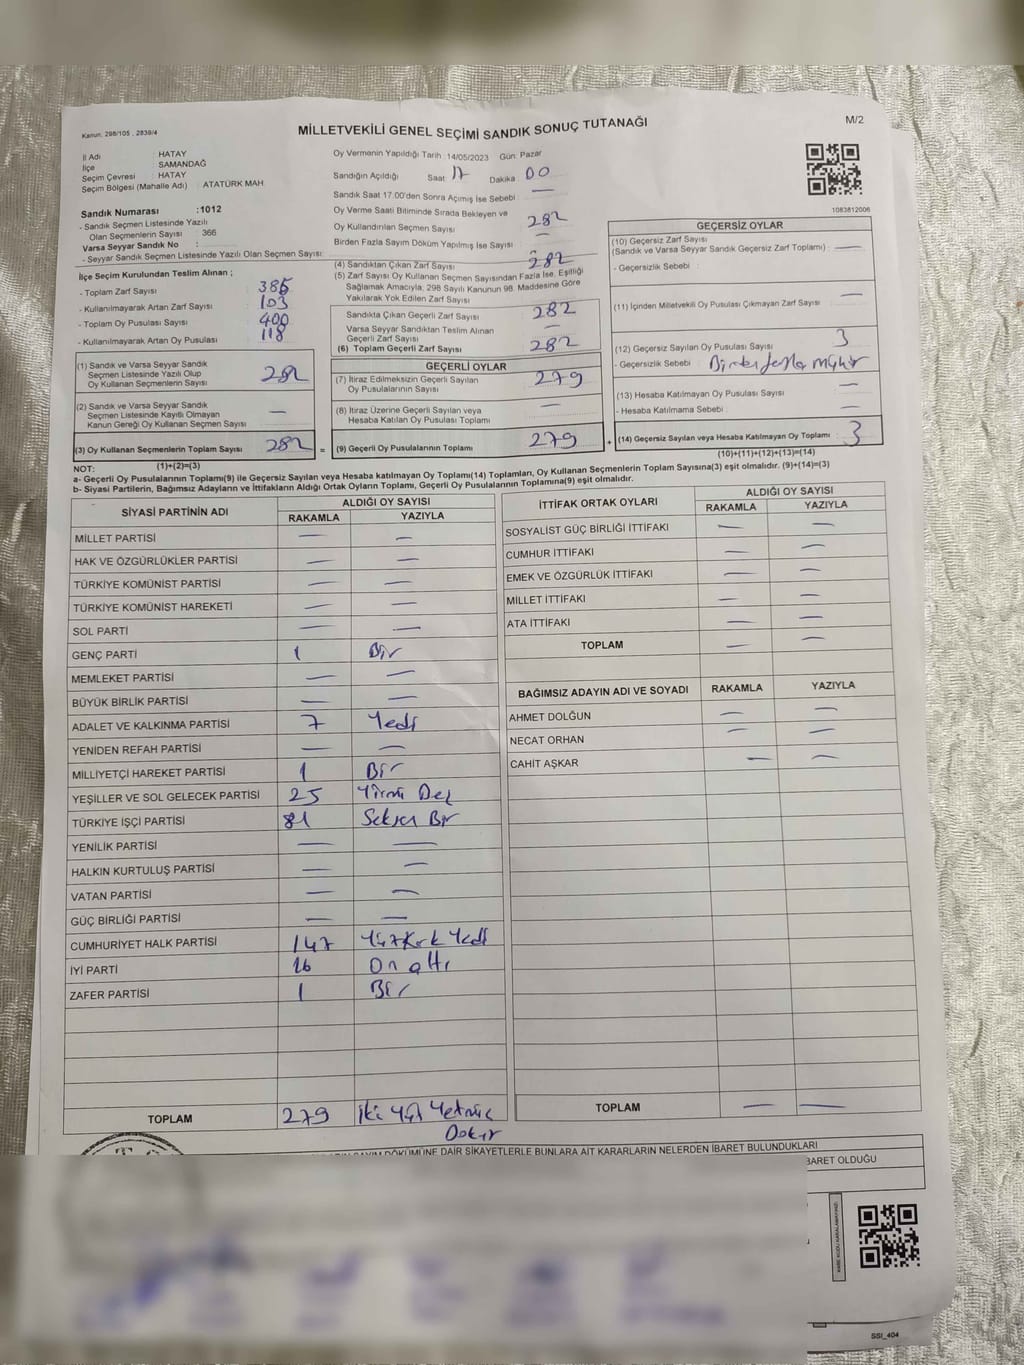 Kanun. 298/105 , 2839/4
MİLLETVEKİLİ GENEL SEÇİMİ SANDIK SONUÇ TUTANAĞI
M/2
İl Adı : HATAY
İlçe : SAMANDAĞ
Seçim Çevresi : HATAY
Seçim Bölgesi (Mahalle Adı) : ATATÜRK MAH
Sandık Numarası : 1012
- Sandık Seçmen Listesinde Yazılı
Olan Seçmenlerin Sayısı : 366
Varsa Seyyar Sandık No :
- Seyyar Sandık Seçmen Listesinde Yazılı Olan Seçmen Sayısı:
İlçe Seçim Kurulundan Teslim Alınan ;
- Toplam Zarf Sayısı : 385
- Kullanılmayarak Artan Zarf Sayısı : 103
- Toplam Oy Pusulası Sayısı : 400
- Kullanılmayarak Artan Oy Pusulası : 118
(1) Sandık ve Varsa Seyyar Sandık
Seçmen Listesinde Yazılı Olup
Oy Kullanan Seçmenlerin Sayısı 282
(2) Sandık ve Varsa Seyyar Sandık
Seçmen Listesinde Kayıtlı Olmayan
Kanun Gereği Oy Kullanan Seçmen Sayısı —
(3) Oy Kullanan Seçmenlerin Toplam Sayısı 282 =
(1)+(2)=(3)
Oy Vermenin Yapıldığı Tarih : 14/05/2023 Gün: Pazar
Sandığın Açıldığı Saat 17 Dakika 00
Sandık Saat 17.00'den Sonra Açılmış İse Sebebi : —
Oy Verme Saati Bitiminde Sırada Bekleyen ve
Oy Kullandırılan Seçmen Sayısı : 282
Birden Fazla Sayım Döküm Yapılmış İse Sayısı : —
(4) Sandıktan Çıkan Zarf Sayısı : 282
(5) Zarf Sayısı Oy Kullanan Seçmen Sayısından Fazla İse, Eşitliği
Sağlamak Amacıyla, 298 Sayılı Kanunun 98. Maddesine Göre
Yakılarak Yok Edilen Zarf Sayısı :
Sandıkta Çıkan Geçerli Zarf Sayısı : 282
Varsa Seyyar Sandıktan Teslim Alınan
Geçerli Zarf Sayısı : —
(6) Toplam Geçerli Zarf Sayısı : 282
GEÇERLİ OYLAR
(7) İtiraz Edilmeksizin Geçerli Sayılan
Oy Pusulalarının Sayısı : 279
(8) İtiraz Üzerine Geçerli Sayılan veya
Hesaba Katılan Oy Pusulası Toplamı : —
(9) Geçerli Oy Pusulalarının Toplamı : 279 +
1083812006
GEÇERSİZ OYLAR
(10) Geçersiz Zarf Sayısı
(Sandık ve Varsa Seyyar Sandık Geçersiz Zarf Toplamı) : —
- Geçersizlik Sebebi :
(11) İçinden Milletvekili Oy Pusulası Çıkmayan Zarf Sayısı : —
(12) Geçersiz Sayılan Oy Pusulası Sayısı : 3
- Geçersizlik Sebebi : Birden fazla mühür
(13) Hesaba Katılmayan Oy Pusulası Sayısı : —
- Hesaba Katılmama Sebebi : —
(14) Geçersiz Sayılan veya Hesaba Katılmayan Oy Toplamı : 3
(10)+(11)+(12)+(13)=(14)
NOT:
a- Geçerli Oy Pusulalarının Toplamı(9) ile Geçersiz Sayılan veya Hesaba katılmayan Oy Toplamı(14) Toplamları, Oy Kullanan Seçmenlerin Toplam Sayısına(3) eşit olmalıdır. (9)+(14)=(3)
b- Siyasi Partilerin, Bağımsız Adayların ve İttifakların Aldığı Ortak Oyların Toplamı, Geçerli Oy Pusulalarının Toplamına(9) eşit olmalıdır.
SİYASİ PARTİNİN ADI ALDIĞI OY SAYISI
RAKAMLA YAZIYLA
MİLLET PARTİSİ — —
HAK VE ÖZGÜRLÜKLER PARTİSİ — —
TÜRKİYE KOMÜNİST PARTİSİ — —
TÜRKİYE KOMÜNİST HAREKETİ — —
SOL PARTİ — —
GENÇ PARTİ 1 Bir
MEMLEKET PARTİSİ — —
BÜYÜK BİRLİK PARTİSİ — —
ADALET VE KALKINMA PARTİSİ 7 Yedi
YENİDEN REFAH PARTİSİ — —
MİLLİYETÇİ HAREKET PARTİSİ 1 Bir
YEŞİLLER VE SOL GELECEK PARTİSİ 25 Yirmi Beş
TÜRKİYE İŞÇİ PARTİSİ 81 Seksen Bir
YENİLİK PARTİSİ — —
HALKIN KURTULUŞ PARTİSİ — —
VATAN PARTİSİ — —
GÜÇ BİRLİĞİ PARTİSİ — —
CUMHURİYET HALK PARTİSİ 147 Yüz Kırk Yedi
İYİ PARTİ 16 On altı
ZAFER PARTİSİ 1 Bir
TOPLAM 279 İki Yüz Yetmiş
Dokuz
İTTİFAK ORTAK OYLARI ALDIĞI OY SAYISI
RAKAMLA YAZIYLA
SOSYALİST GÜÇ BİRLİĞİ İTTİFAKI — —
CUMHUR İTTİFAKI — —
EMEK VE ÖZGÜRLÜK İTTİFAKI — —
MİLLET İTTİFAKI — —
ATA İTTİFAKI — —
TOPLAM — —
BAĞIMSIZ ADAYIN ADI VE SOYADI RAKAMLA YAZIYLA
AHMET DOLĞUN — —
NECAT ORHAN — —
CAHİT AŞKAR — —
TOPLAM — —
DÖKÜMÜNE DAİR ŞİKAYETLERLE BUNLARA AİT KARARLARIN NELERDEN İBARET BULUNDUKLARI
BARET OLDUĞU
SSI_404